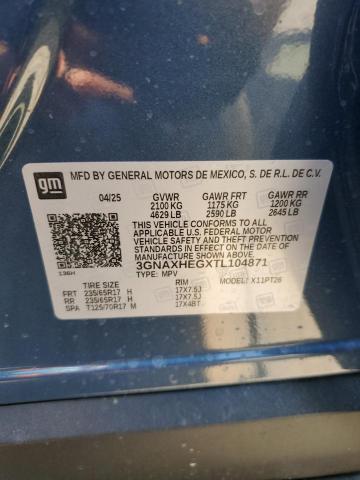 gm
MFD BY GENERAL MOTORS DE MEXICO, S. DE R.L. DE C.V.
04/25 GVWR GAWR FRT GAWR RR
2100 KG 1175 KG 1200 KG
4629 LB 2590 LB 2645 LB
THIS VEHICLE CONFORMS TO ALL APPLICABLE
FEDERAL MOTOR VEHICLE SAFETY, BUMPER,
AND THEFT PREVENTION STANDARDS IN EFFECT
ON THE DATE OF MANUFACTURE SHOWN ABOVE.
3GNAXHEGXTL104871
TYPE: MPV
TIRE SIZE RIM MODEL: X11PT26
FRT 235/65R17 H 17X7.5J
RR 235/65R17 H 17X7.5J
SPA T125/70R17 M 17X4BT